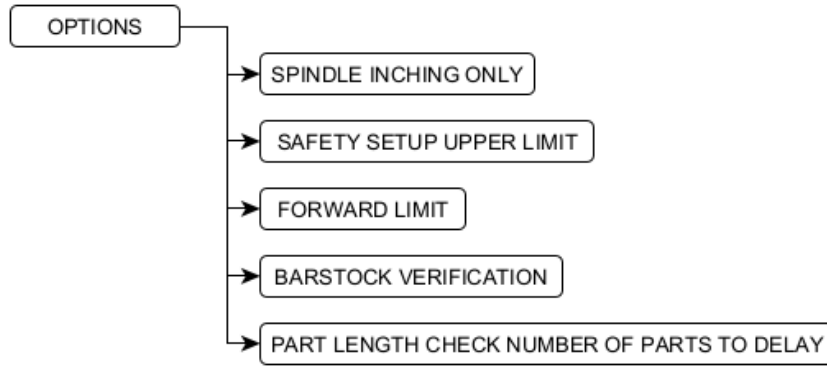 OPTIONS
SPINDLE INCHING ONLY
SAFETY SETUP UPPER LIMIT
FORWARD LIMIT
BARSTOCK VERIFICATION
PART LENGTH CHECK NUMBER OF PARTS TO DELAY